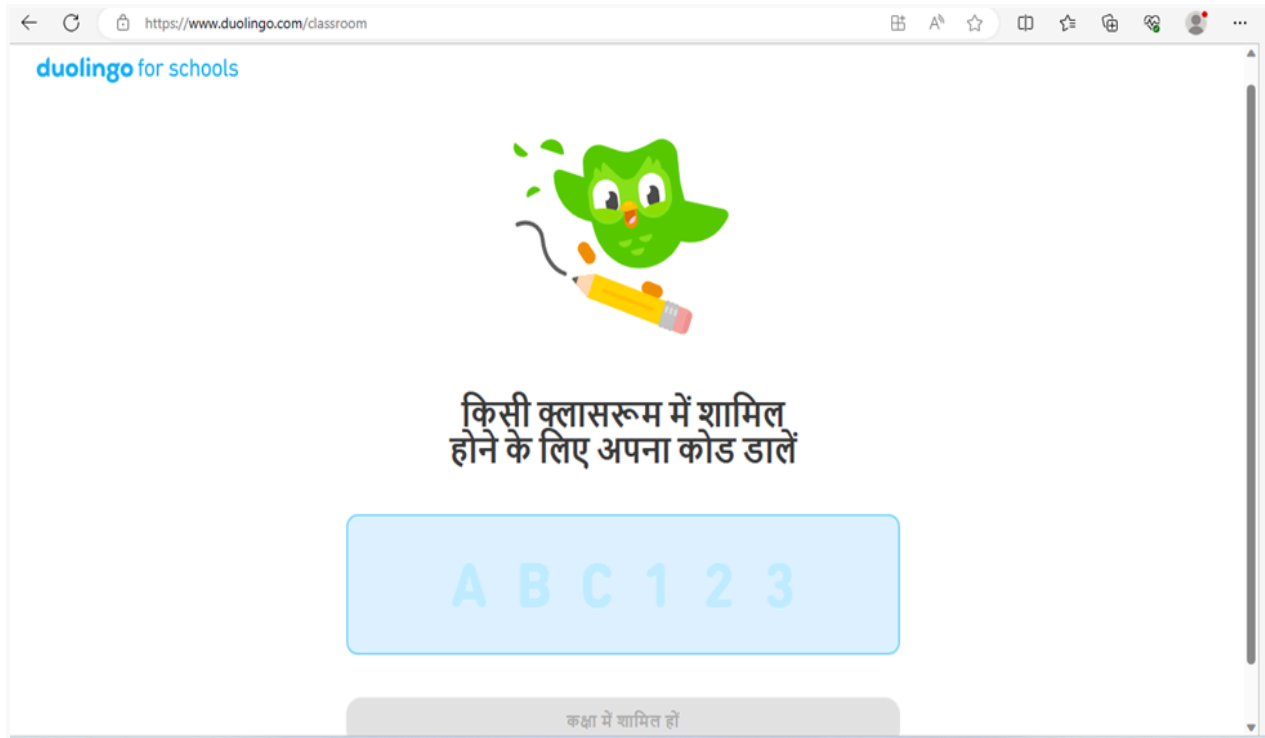 https://www.duolingo.com/classroom
duolingo for schools
किसी क्लासरूम में शामिल
होने के लिए अपना कोड डालें
A B C 1 2 3
कक्षा में शामिल हों